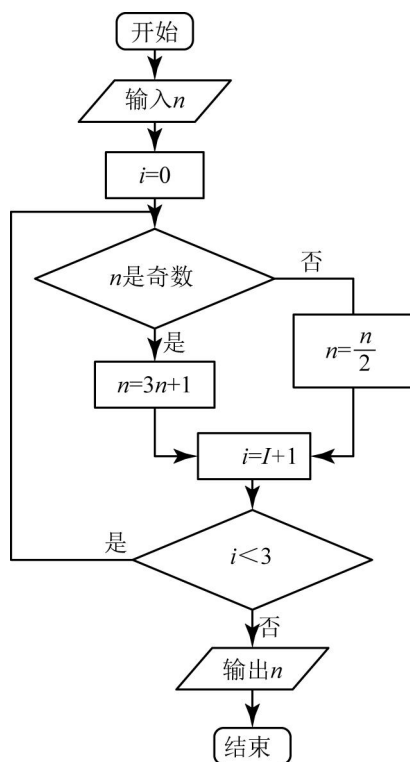 开始
输入n
i=0
n是奇数
否
是
n=3n+1
n=n/2
i=I+1
是
i＜3
否
输出n
结束